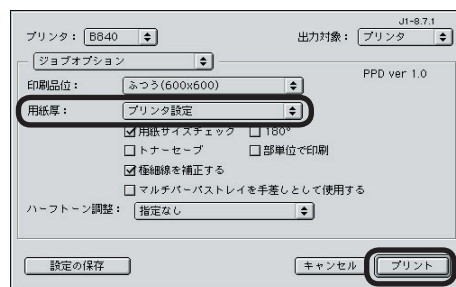 J1-8.7.1
プリンタ： B840 出力対象： プリンタ
ジョブオプション
PPD ver 1.0
印刷品位： ふつう(600x600)
用紙厚： プリンタ設定
用紙サイズチェック 180°
トナーセーブ 部単位で印刷
極細線を補正する
マルチパーパストレイを手差しとして使用する
ハーフトーン調整： 指定なし
設定の保存 キャンセル プリント